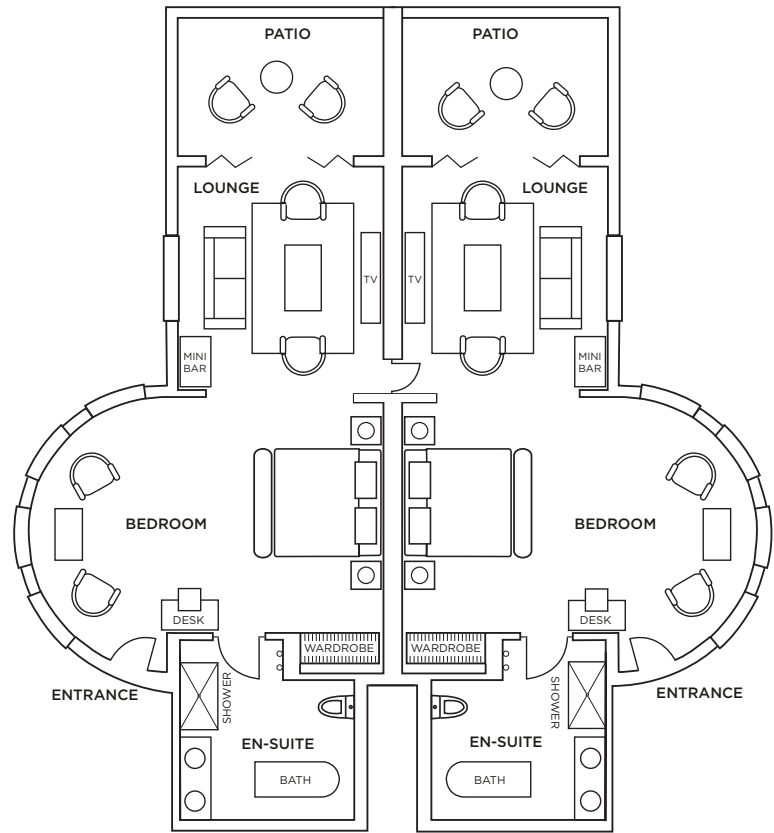 PATIO
PATIO
LOUNGE
LOUNGE
TV
TV
MINI
BAR
MINI
BAR
BEDROOM
BEDROOM
DESK
DESK
WARDROBE
WARDROBE
ENTRANCE
ENTRANCE
SHOWER
SHOWER
EN-SUITE
EN-SUITE
BATH
BATH